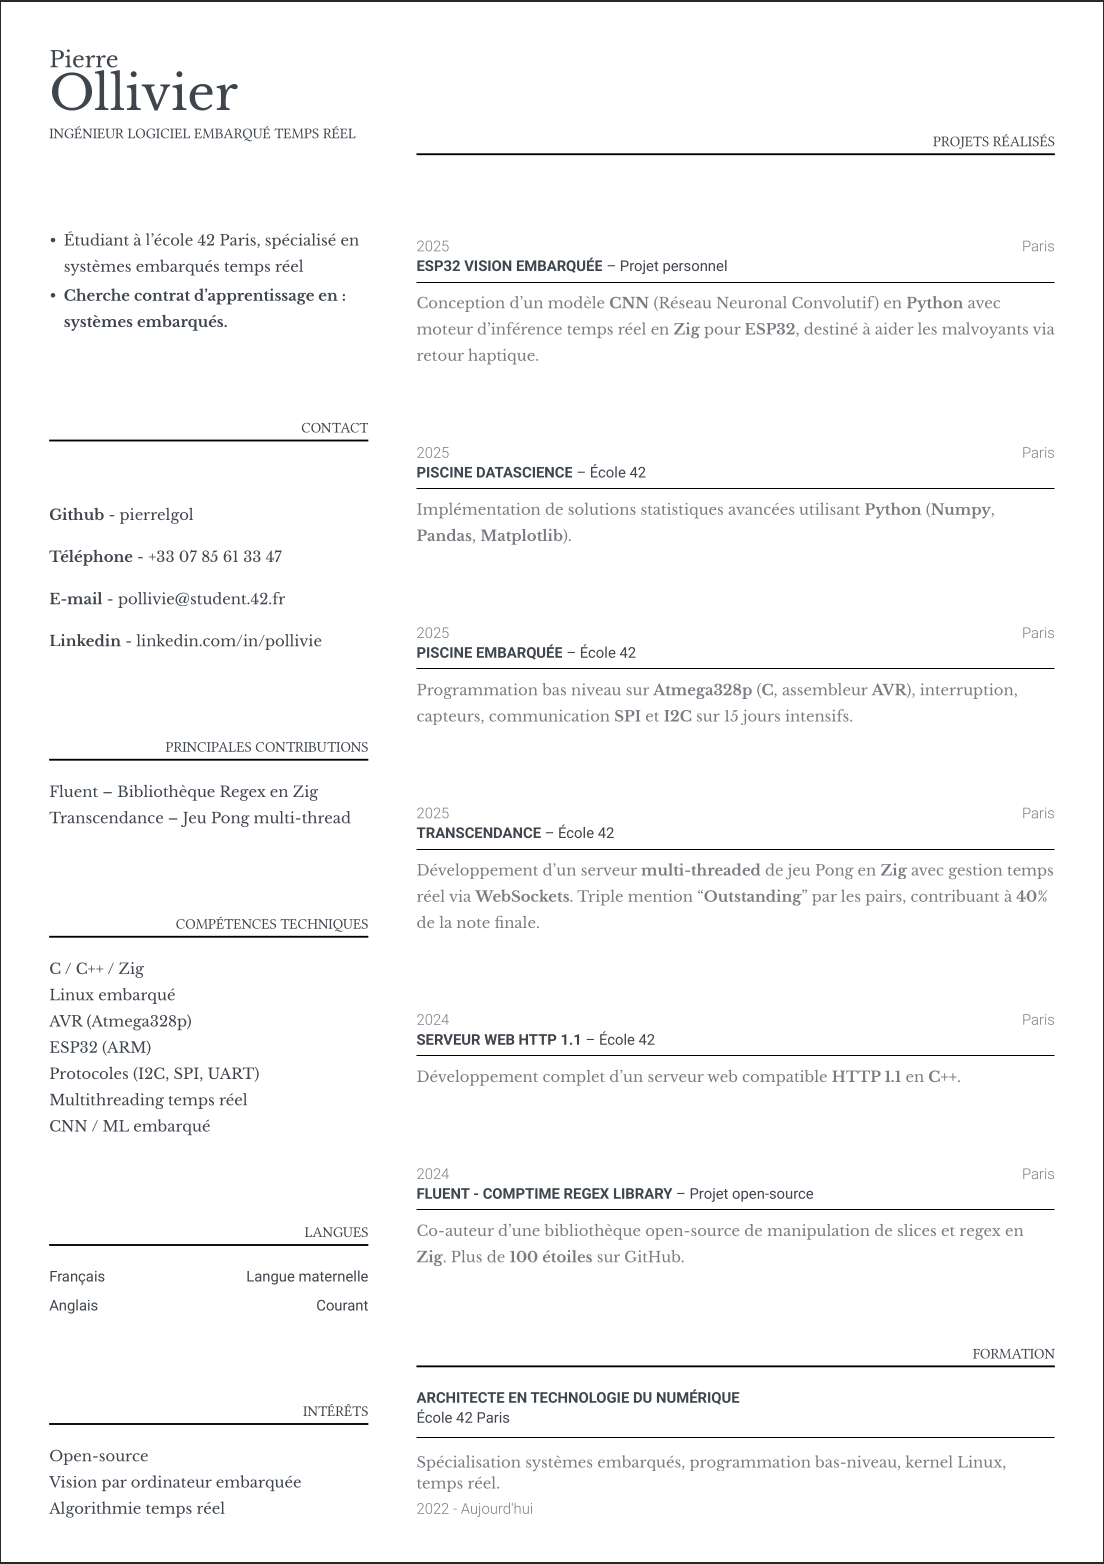 Pierre
Ollivier
INGÉNIEUR LOGICIEL EMBARQUÉ TEMPS RÉEL
• Étudiant à l’école 42 Paris, spécialisé en
systèmes embarqués temps réel
• Cherche contrat d’apprentissage en :
systèmes embarqués.
CONTACT
Github - pierrelgol
Téléphone - +33 07 85 61 33 47
E-mail - pollivie@student.42.fr
Linkedin - linkedin.com/in/pollivie
PRINCIPALES CONTRIBUTIONS
Fluent – Bibliothèque Regex en Zig
Transcendance – Jeu Pong multi-thread
COMPÉTENCES TECHNIQUES
C / C++ / Zig
Linux embarqué
AVR (Atmega328p)
ESP32 (ARM)
Protocoles (I2C, SPI, UART)
Multithreading temps réel
CNN / ML embarqué
LANGUES
Français Langue maternelle
Anglais Courant
INTÉRÊTS
Open-source
Vision par ordinateur embarquée
Algorithmie temps réel
PROJETS RÉALISÉS
2025 Paris
ESP32 VISION EMBARQUÉE – Projet personnel
Conception d’un modèle CNN (Réseau Neuronal Convolutif) en Python avec
moteur d’inférence temps réel en Zig pour ESP32, destiné à aider les malvoyants via
retour haptique.
2025 Paris
PISCINE DATASCIENCE – École 42
Implémentation de solutions statistiques avancées utilisant Python (Numpy,
Pandas, Matplotlib).
2025 Paris
PISCINE EMBARQUÉE – École 42
Programmation bas niveau sur Atmega328p (C, assembleur AVR), interruption,
capteurs, communication SPI et I2C sur 15 jours intensifs.
2025 Paris
TRANSCENDANCE – École 42
Développement d’un serveur multi-threaded de jeu Pong en Zig avec gestion temps
réel via WebSockets. Triple mention “Outstanding” par les pairs, contribuant à 40%
de la note finale.
2024 Paris
SERVEUR WEB HTTP 1.1 – École 42
Développement complet d’un serveur web compatible HTTP 1.1 en C++.
2024 Paris
FLUENT - COMPTIME REGEX LIBRARY – Projet open-source
Co-auteur d’une bibliothèque open-source de manipulation de slices et regex en
Zig. Plus de 100 étoiles sur GitHub.
FORMATION
ARCHITECTE EN TECHNOLOGIE DU NUMÉRIQUE
École 42 Paris
Spécialisation systèmes embarqués, programmation bas-niveau, kernel Linux,
temps réel.
2022 - Aujourd'hui